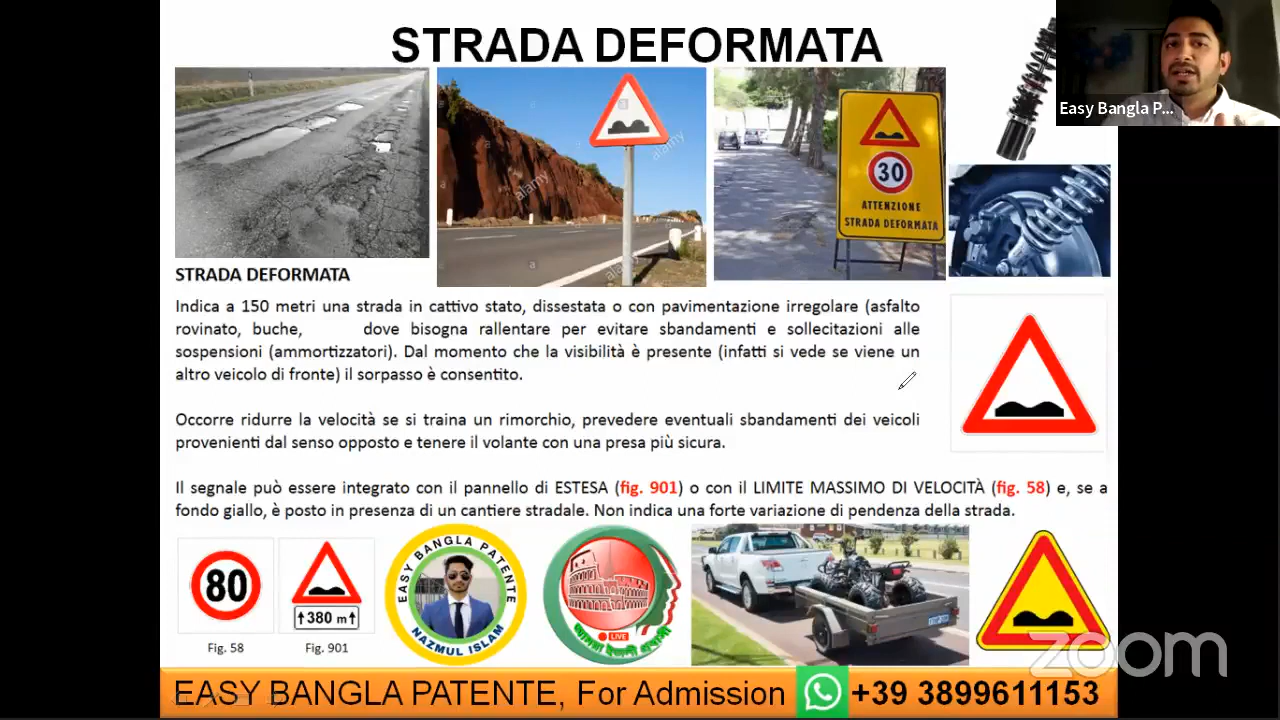 STRADA DEFORMATA
Easy Bangla P...
alamy
alamy
alamy
a
a
a
30
ATTENZIONE
STRADA DEFORMATA
STRADA DEFORMATA
Indica a 150 metri una strada in cattivo stato, dissestata o con pavimentazione irregolare (asfalto
rovinato, buche, dove bisogna rallentare per evitare sbandamenti e sollecitazioni alle
sospensioni (ammortizzatori). Dal momento che la visibilità è presente (infatti si vede se viene un
altro veicolo di fronte) il sorpasso è consentito.
Occorre ridurre la velocità se si traina un rimorchio, prevedere eventuali sbandamenti dei veicoli
provenienti dal senso opposto e tenere il volante con una presa più sicura.
Il segnale può essere integrato con il pannello di ESTESA (fig. 901) o con il LIMITE MASSIMO DI VELOCITÀ (fig. 58) e, se a
fondo giallo, è posto in presenza di un cantiere stradale. Non indica una forte variazione di pendenza della strada.
80
380 m
Fig. 58
Fig. 901
EASY BANGLA PATENTE
NAZMUL ISLAM
LIVE
zoom
EASY BANGLA PATENTE, For Admission +39 3899611153